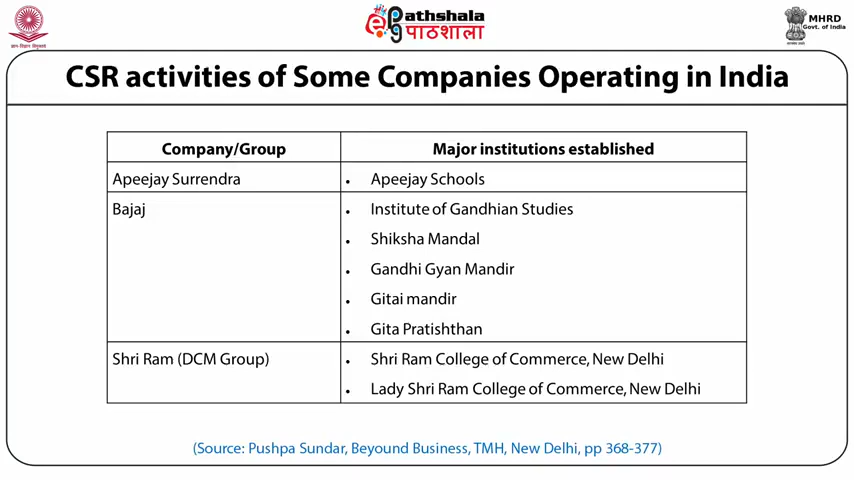 ePathshala
पाठशाला
MHRD
Govt. of India
CSR activities of Some Companies Operating in India
Company/Group Major institutions established
Apeejay Surrendra • Apeejay Schools
Bajaj • Institute of Gandhian Studies
• Shiksha Mandal
• Gandhi Gyan Mandir
• Gitai mandir
• Gita Pratishthan
Shri Ram (DCM Group) • Shri Ram College of Commerce, New Delhi
• Lady Shri Ram College of Commerce, New Delhi
(Source: Pushpa Sundar, Beyound Business, TMH, New Delhi, pp 368-377)